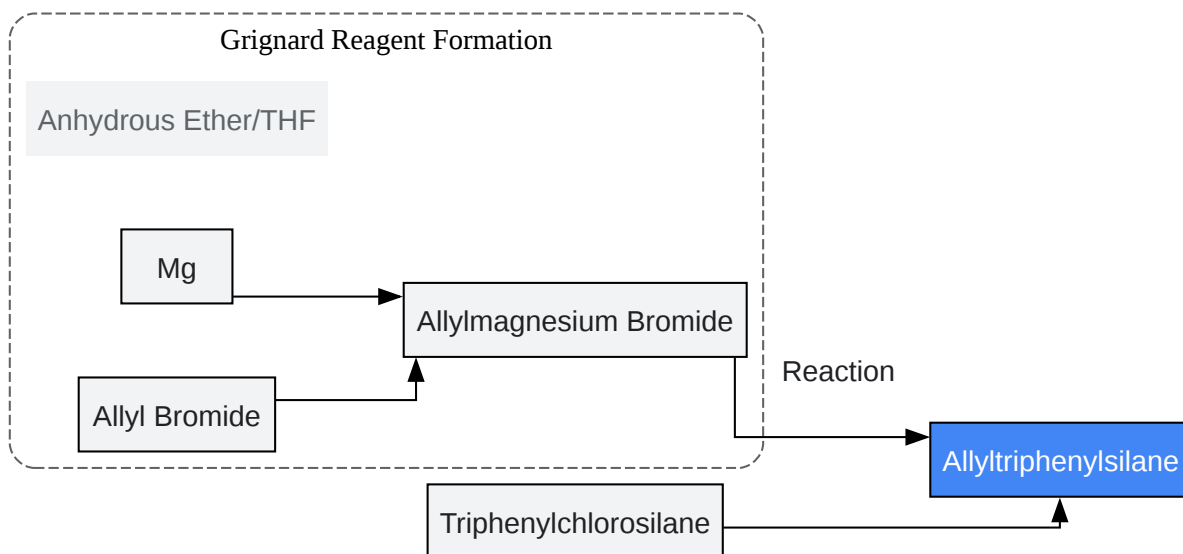 Grignard Reagent Formation
Anhydrous Ether/THF
Mg
Allylmagnesium Bromide
Allyl Bromide
Reaction
Allyltriphenylsilane
Triphenylchlorosilane